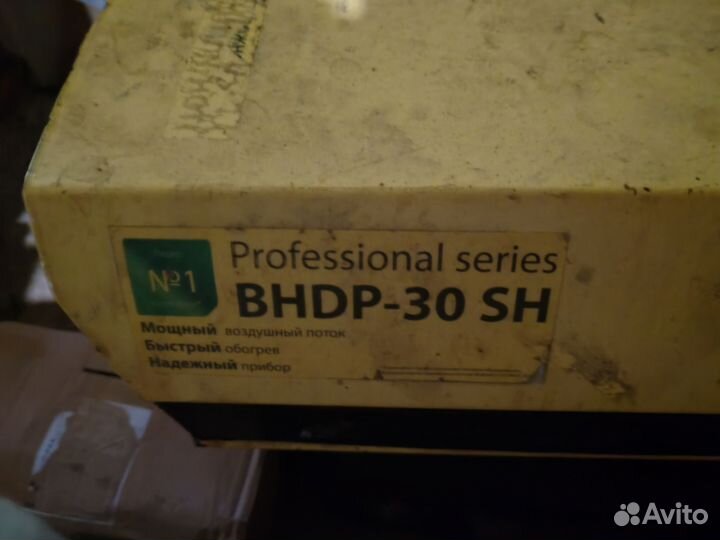 №1
Professional series
BHDP-30 SH
Мощный воздушный поток
Быстрый обогрев
Надежный прибор
Avito